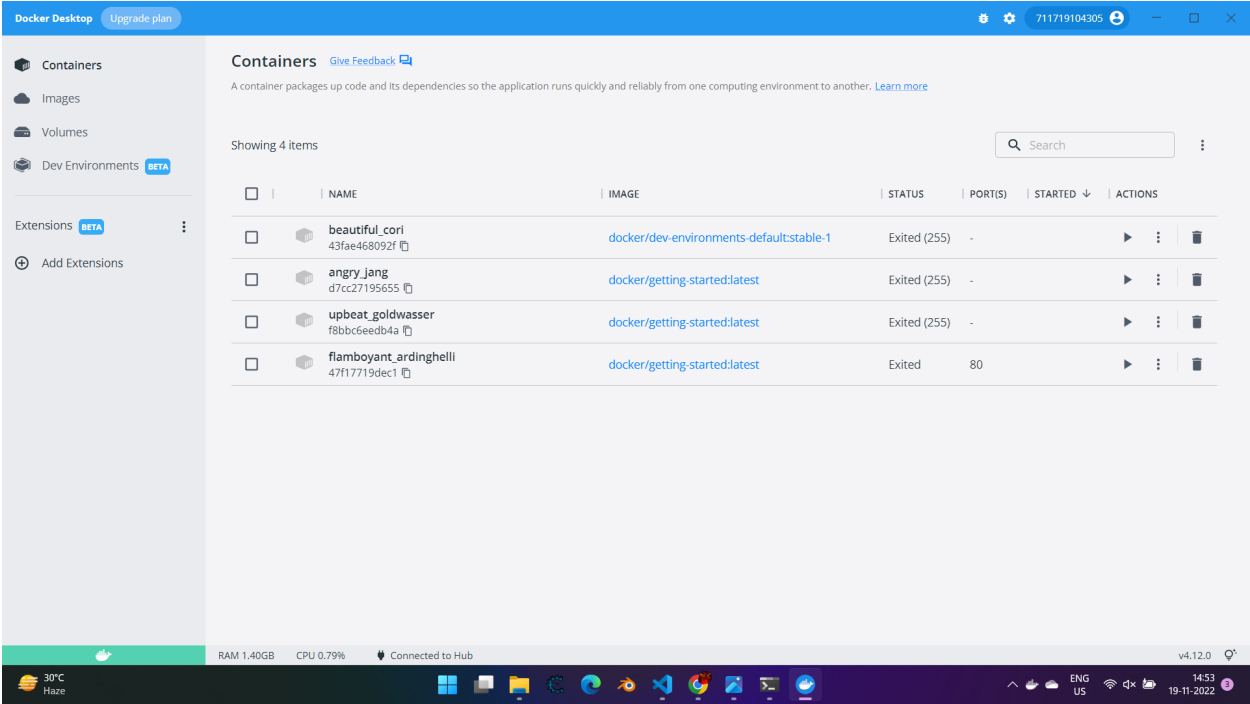 Docker Desktop Upgrade plan 711719104305
Containers
Images
Volumes
Dev Environments BETA
Extensions BETA
Add Extensions
Containers Give Feedback
A container packages up code and its dependencies so the application runs quickly and reliably from one computing environment to another. Learn more
Showing 4 items Search
NAME IMAGE STATUS PORT(S) STARTED ACTIONS
beautiful_cori docker/dev-environments-default:stable-1 Exited (255) -
43fae468092f
angry_jang docker/getting-started:latest Exited (255) -
d7cc27195655
upbeat_goldwasser docker/getting-started:latest Exited (255) -
f8bbc6eedb4a
flamboyant_ardinghelli docker/getting-started:latest Exited 80
47f17719dec1
RAM 1.40GB CPU 0.79% Connected to Hub v4.12.0
30°C
Haze
ENG
US
14:53
19-11-2022
3